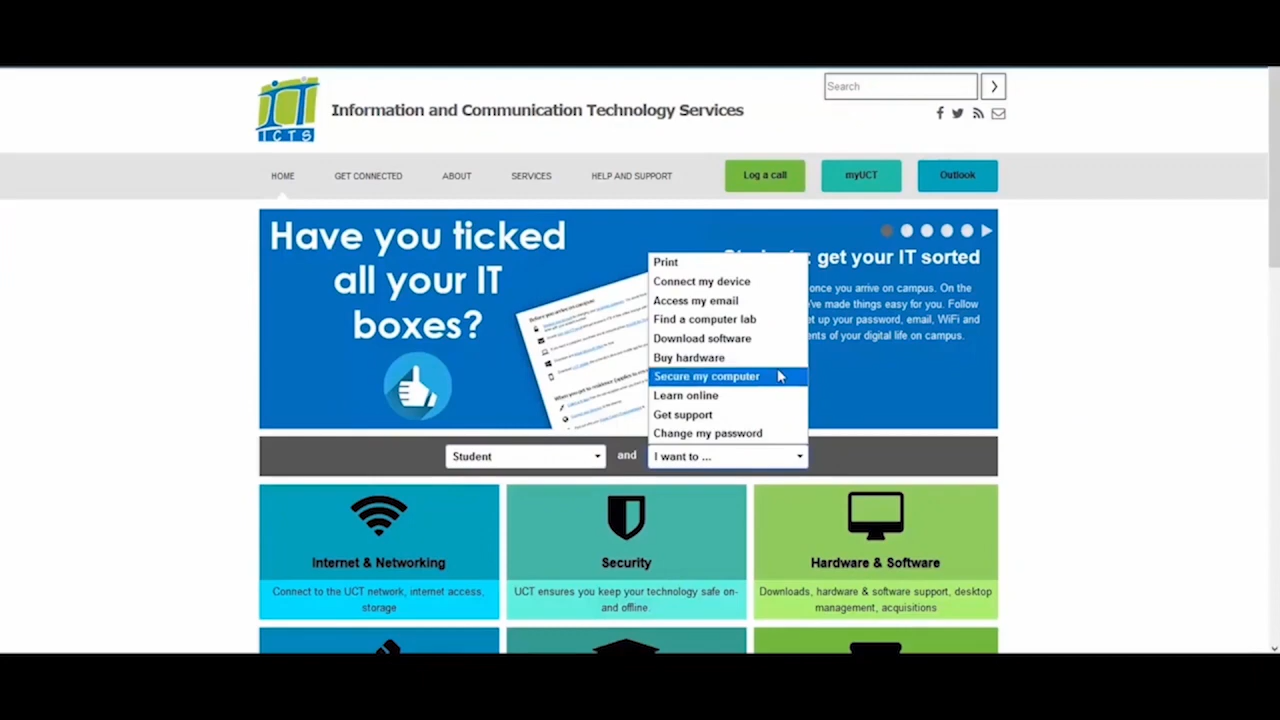 ICTS
Information and Communication Technology Services
Search
HOME
GET CONNECTED
ABOUT
SERVICES
HELP AND SUPPORT
Log a call
myUCT
Outlook
Have you ticked
all your IT
boxes?
get your IT sorted
once you arrive on campus. On the
've made things easy for you. Follow
et up your password, email, WiFi and
ents of your digital life on campus.
Print
Connect my device
Access my email
Find a computer lab
Download software
Buy hardware
Secure my computer
Learn online
Get support
Change my password
Student
and
I want to ...
Internet & Networking
Connect to the UCT network, internet access,
storage
Security
UCT ensures you keep your technology safe on-
and offline.
Hardware & Software
Downloads, hardware & software support, desktop
management, acquisitions